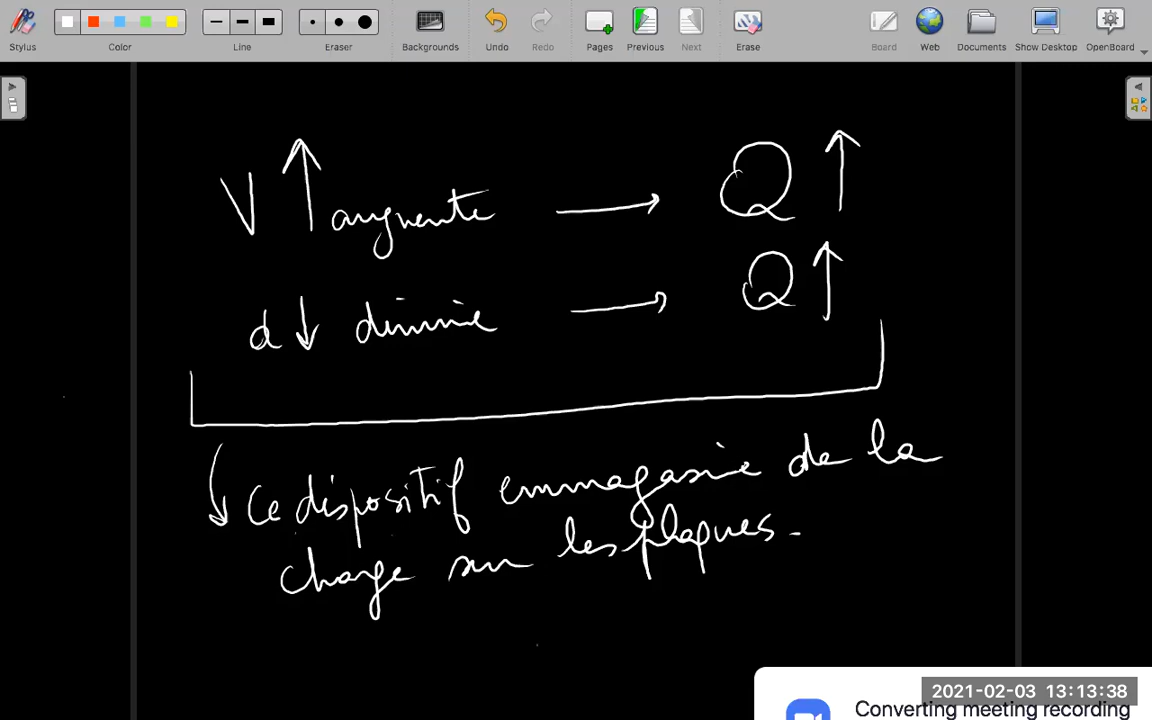 Stylus Color Line Eraser Backgrounds Undo Redo Pages Previous Next Erase Board Web Documents Show Desktop OpenBoard
V ↑ augmente → Q ↑
d ↓ diminue → Q ↑
↓ Ce dispositif emmagasine de la
charge sur les plaques.
2021-02-03 13:13:38
Converting meeting recording